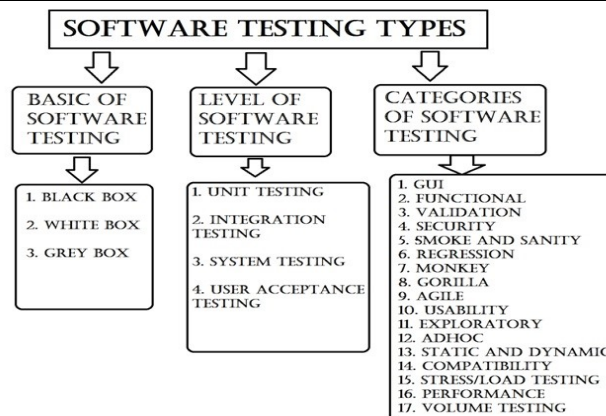 SOFTWARE TESTING TYPES
BASIC OF
SOFTWARE
TESTING
1. BLACK BOX
2. WHITE BOX
3. GREY BOX
LEVEL OF
SOFTWARE
TESTING
1. UNIT TESTING
2. INTEGRATION
TESTING
3. SYSTEM TESTING
4. USER ACCEPTANCE
TESTING
CATEGORIES
OF SOFTWARE
TESTING
1. GUI
2. FUNCTIONAL
3. VALIDATION
4. SECURITY
5. SMOKE AND SANITY
6. REGRESSION
7. MONKEY
8. GORILLA
9. AGILE
10. USABILITY
11. EXPLORATORY
12. ADHOC
13. STATIC AND DYNAMIC
14. COMPATIBILITY
15. STRESS/LOAD TESTING
16. PERFORMANCE
17. VOLUME TESTING